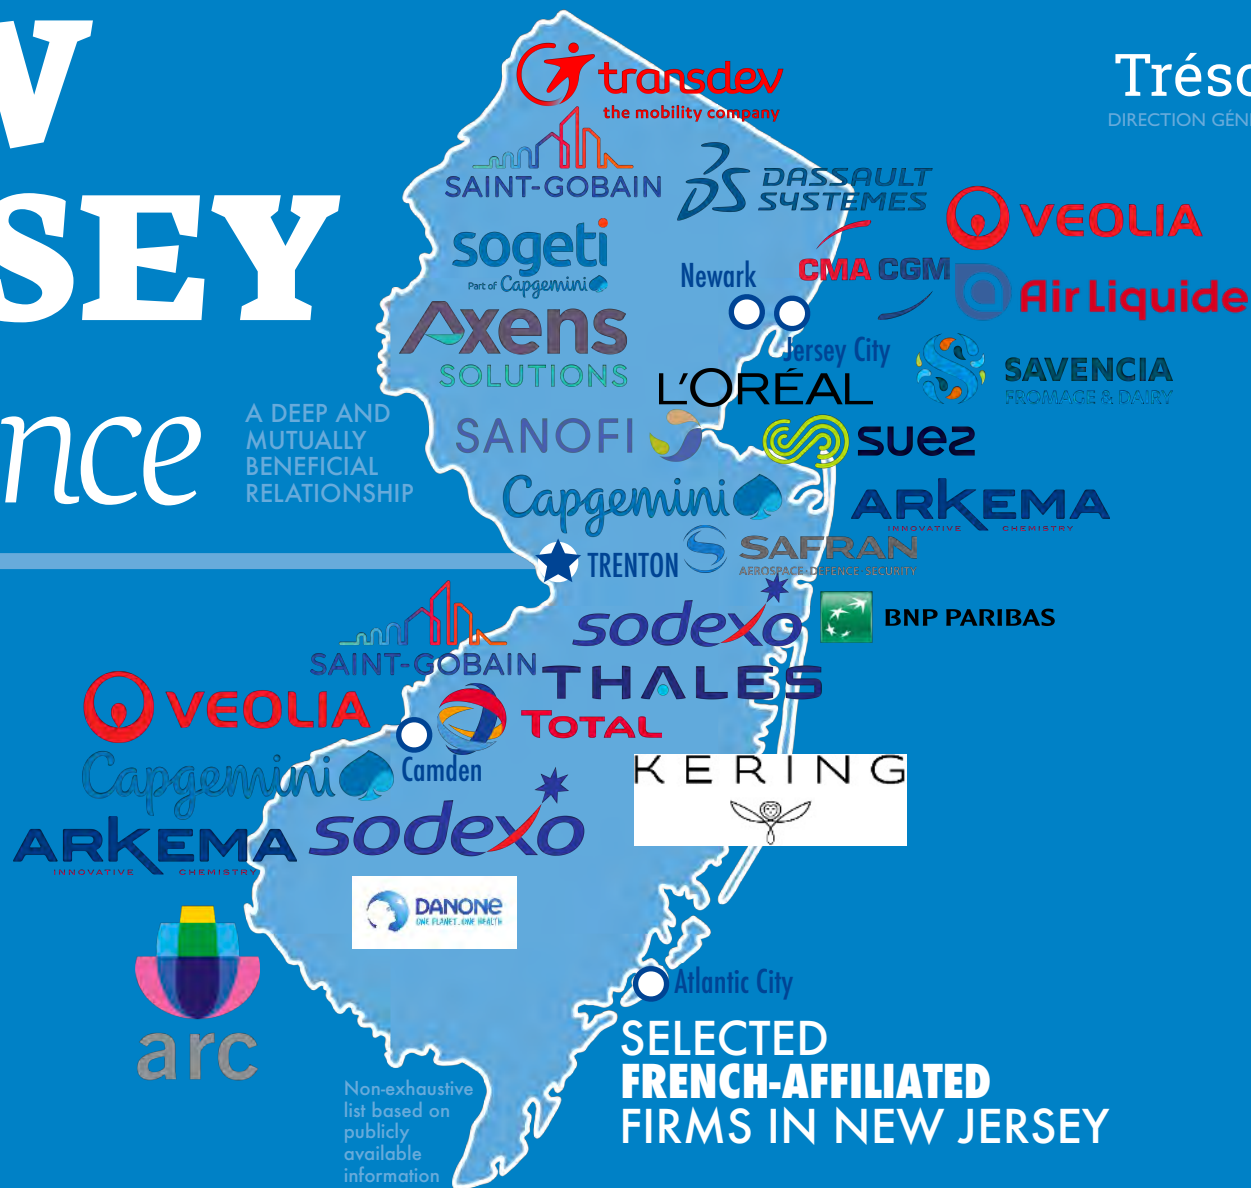 W
SEY
nce
A DEEP AND
MUTUALLY
BENEFICIAL
RELATIONSHIP
Tréso
DIRECTION GÉNÉ
transdev
the mobility company
SAINT-GOBAIN
3DS DASSAULT
SYSTEMES
VEOLIA
sogeti
Part of Capgemini
Newark
CMA CGM
Air Liquide
Axens
SOLUTIONS
Jersey City
L'ORÉAL
SAVENCIA
FROMAGE & DAIRY
SANOFI
suez
Capgemini
ARKEMA
INNOVATIVE CHEMISTRY
TRENTON
SAFRAN
AEROSPACE·DEFENCE·SECURITY
sodexo
BNP PARIBAS
SAINT-GOBAIN
THALES
VEOLIA
TOTAL
Capgemini
Camden
KERING
ARKEMA
INNOVATIVE CHEMISTRY
sodexo
DANONE
ONE PLANET. ONE HEALTH
arc
Atlantic City
SELECTED
FRENCH-AFFILIATED
FIRMS IN NEW JERSEY
Non-exhaustive
list based on
publicly
available
information